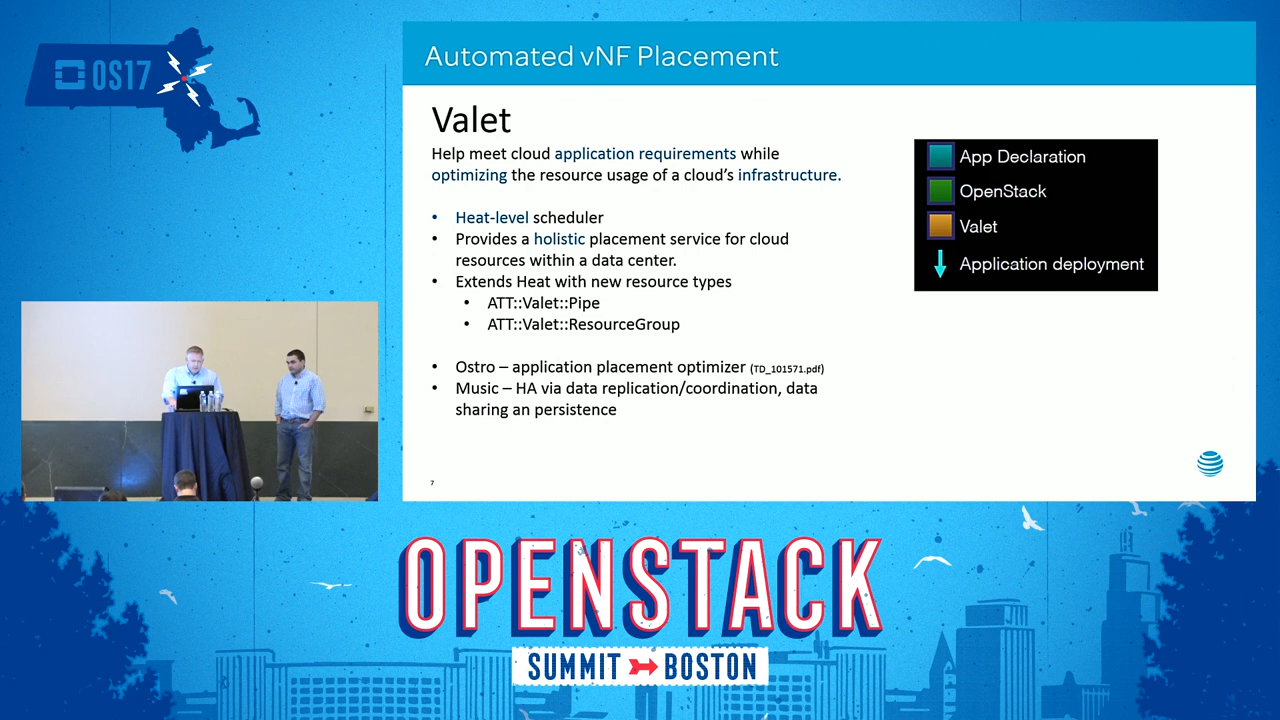 OS17
Automated vNF Placement
Valet
Help meet cloud application requirements while
optimizing the resource usage of a cloud's infrastructure.
• Heat-level scheduler
• Provides a holistic placement service for cloud
resources within a data center.
• Extends Heat with new resource types
• ATT::Valet::Pipe
• ATT::Valet::ResourceGroup
• Ostro – application placement optimizer (TD_101571.pdf)
• Music – HA via data replication/coordination, data
sharing an persistence
7
App Declaration
OpenStack
Valet
Application deployment
OPENSTACK
SUMMIT BOSTON